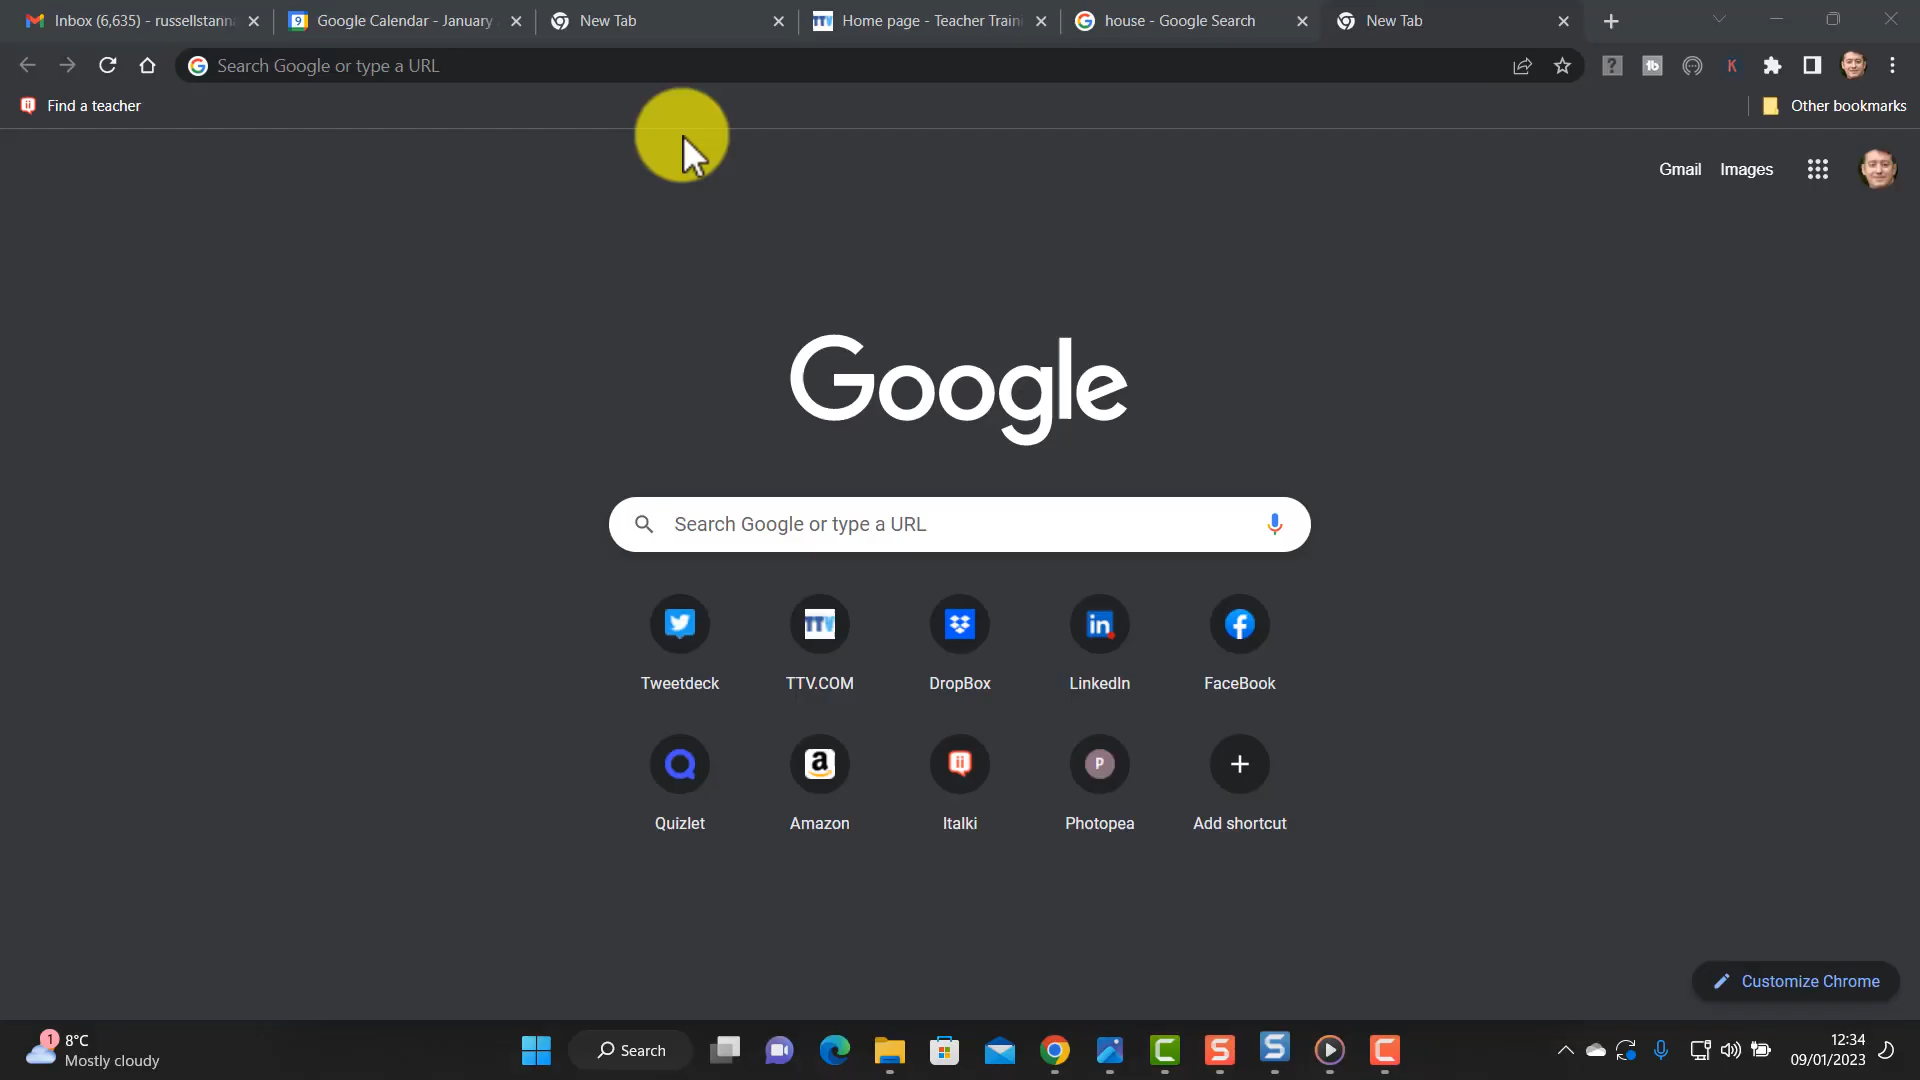 Inbox (6,635) - russellstann
Google Calendar - January
New Tab
Home page - Teacher Traini
house - Google Search
New Tab
Search Google or type a URL
Find a teacher
Other bookmarks
Gmail
Images
Google
Search Google or type a URL
Tweetdeck
TTV.COM
DropBox
LinkedIn
FaceBook
Quizlet
Amazon
Italki
Photopea
Add shortcut
Customize Chrome
8°C
Mostly cloudy
Search
12:34
09/01/2023